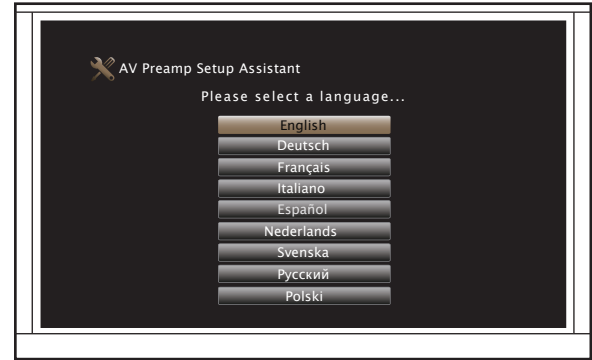 AV Preamp Setup Assistant
Please select a language...
English
Deutsch
Français
Italiano
Español
Nederlands
Svenska
Русский
Polski